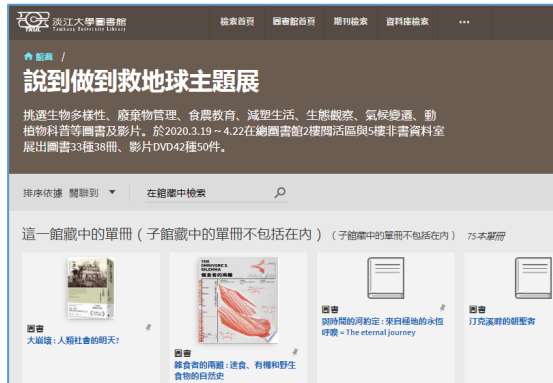 淡江大學圖書館
Tamkang University Library
TKUL
檢索首頁 圖書館首頁 期刊檢索 資料庫檢索 •••
館藏 /
說到做到救地球主題展
挑選生物多樣性、廢棄物管理、食農教育、減塑生活、生態觀察、氣候變遷、動
植物科普等圖書及影片。於2020.3.19 ~ 4.22在總圖書館2樓閱活區與5樓非書資料室
展出圖書33種38冊、影片DVD42種50件。
排序依據 關聯到 在館藏中檢索
這一館藏中的單冊 ( 子館藏中的單冊不包括在內 ) ( 子館藏中的單冊不包括在內 ) 75本單冊
圖書
大崩壞 : 人類社會的明天?
THE
OMNIVORE'S
DILEMMA
雜食者的兩難
圖書
雜食者的兩難 : 速食、有機和野生
食物的自然史
圖書
與時間的河約定 : 來自極地的永恆
呼喚 = The eternal journey
圖書
汀克溪畔的朝聖者